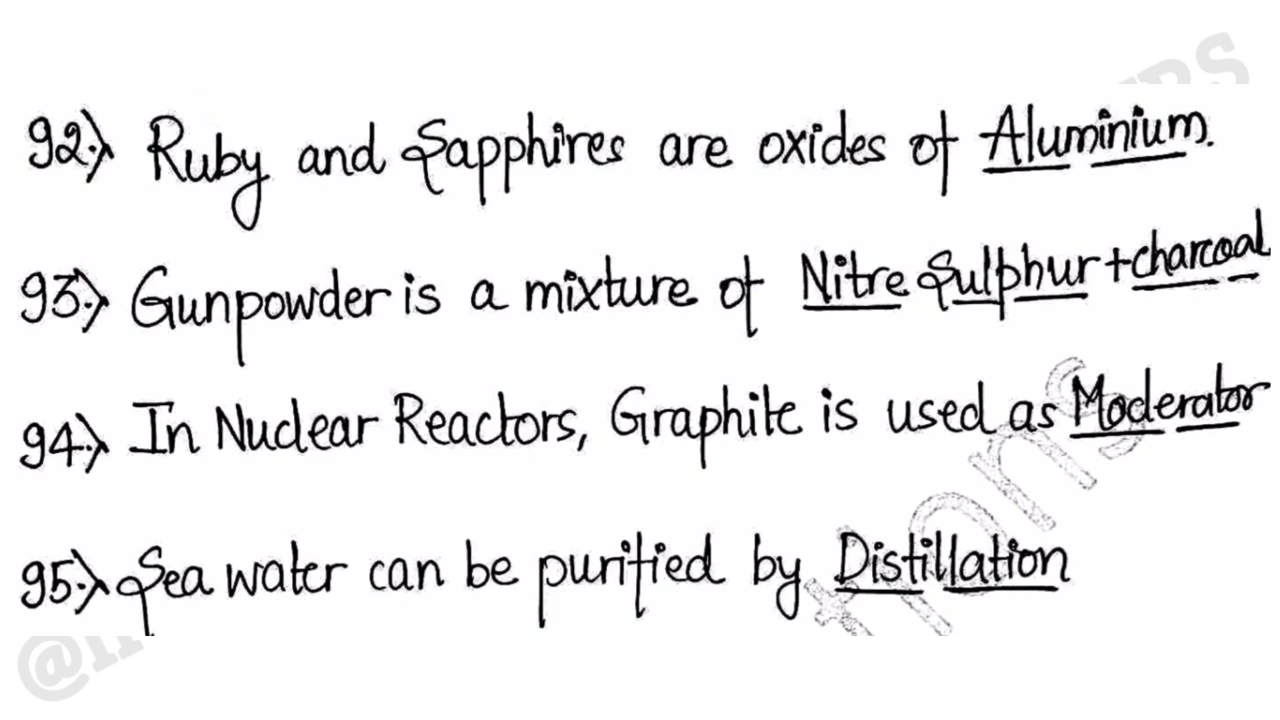 92.) Ruby and Sapphires are oxides of Aluminium.
93.) Gunpowder is a mixture of Nitre Sulphur + charcoal
94.) In Nuclear Reactors, Graphite is used as Moderator
95.) Sea water can be purified by Distillation